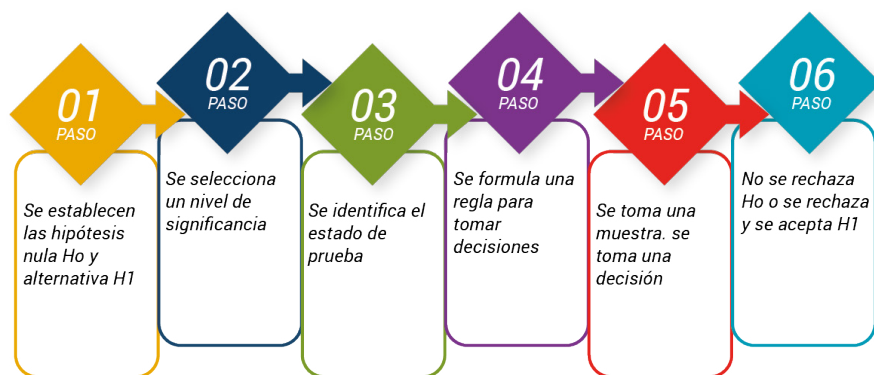 01
PASO
Se establecen
las hipótesis
nula Ho y
alternativa H1
02
PASO
Se selecciona
un nivel de
significancia
03
PASO
Se identifica el
estado de
prueba
04
PASO
Se formula una
regla para
tomar
decisiones
05
PASO
Se toma una
muestra. se
toma una
decisión
06
PASO
No se rechaza
Ho o se rechaza
y se acepta H1